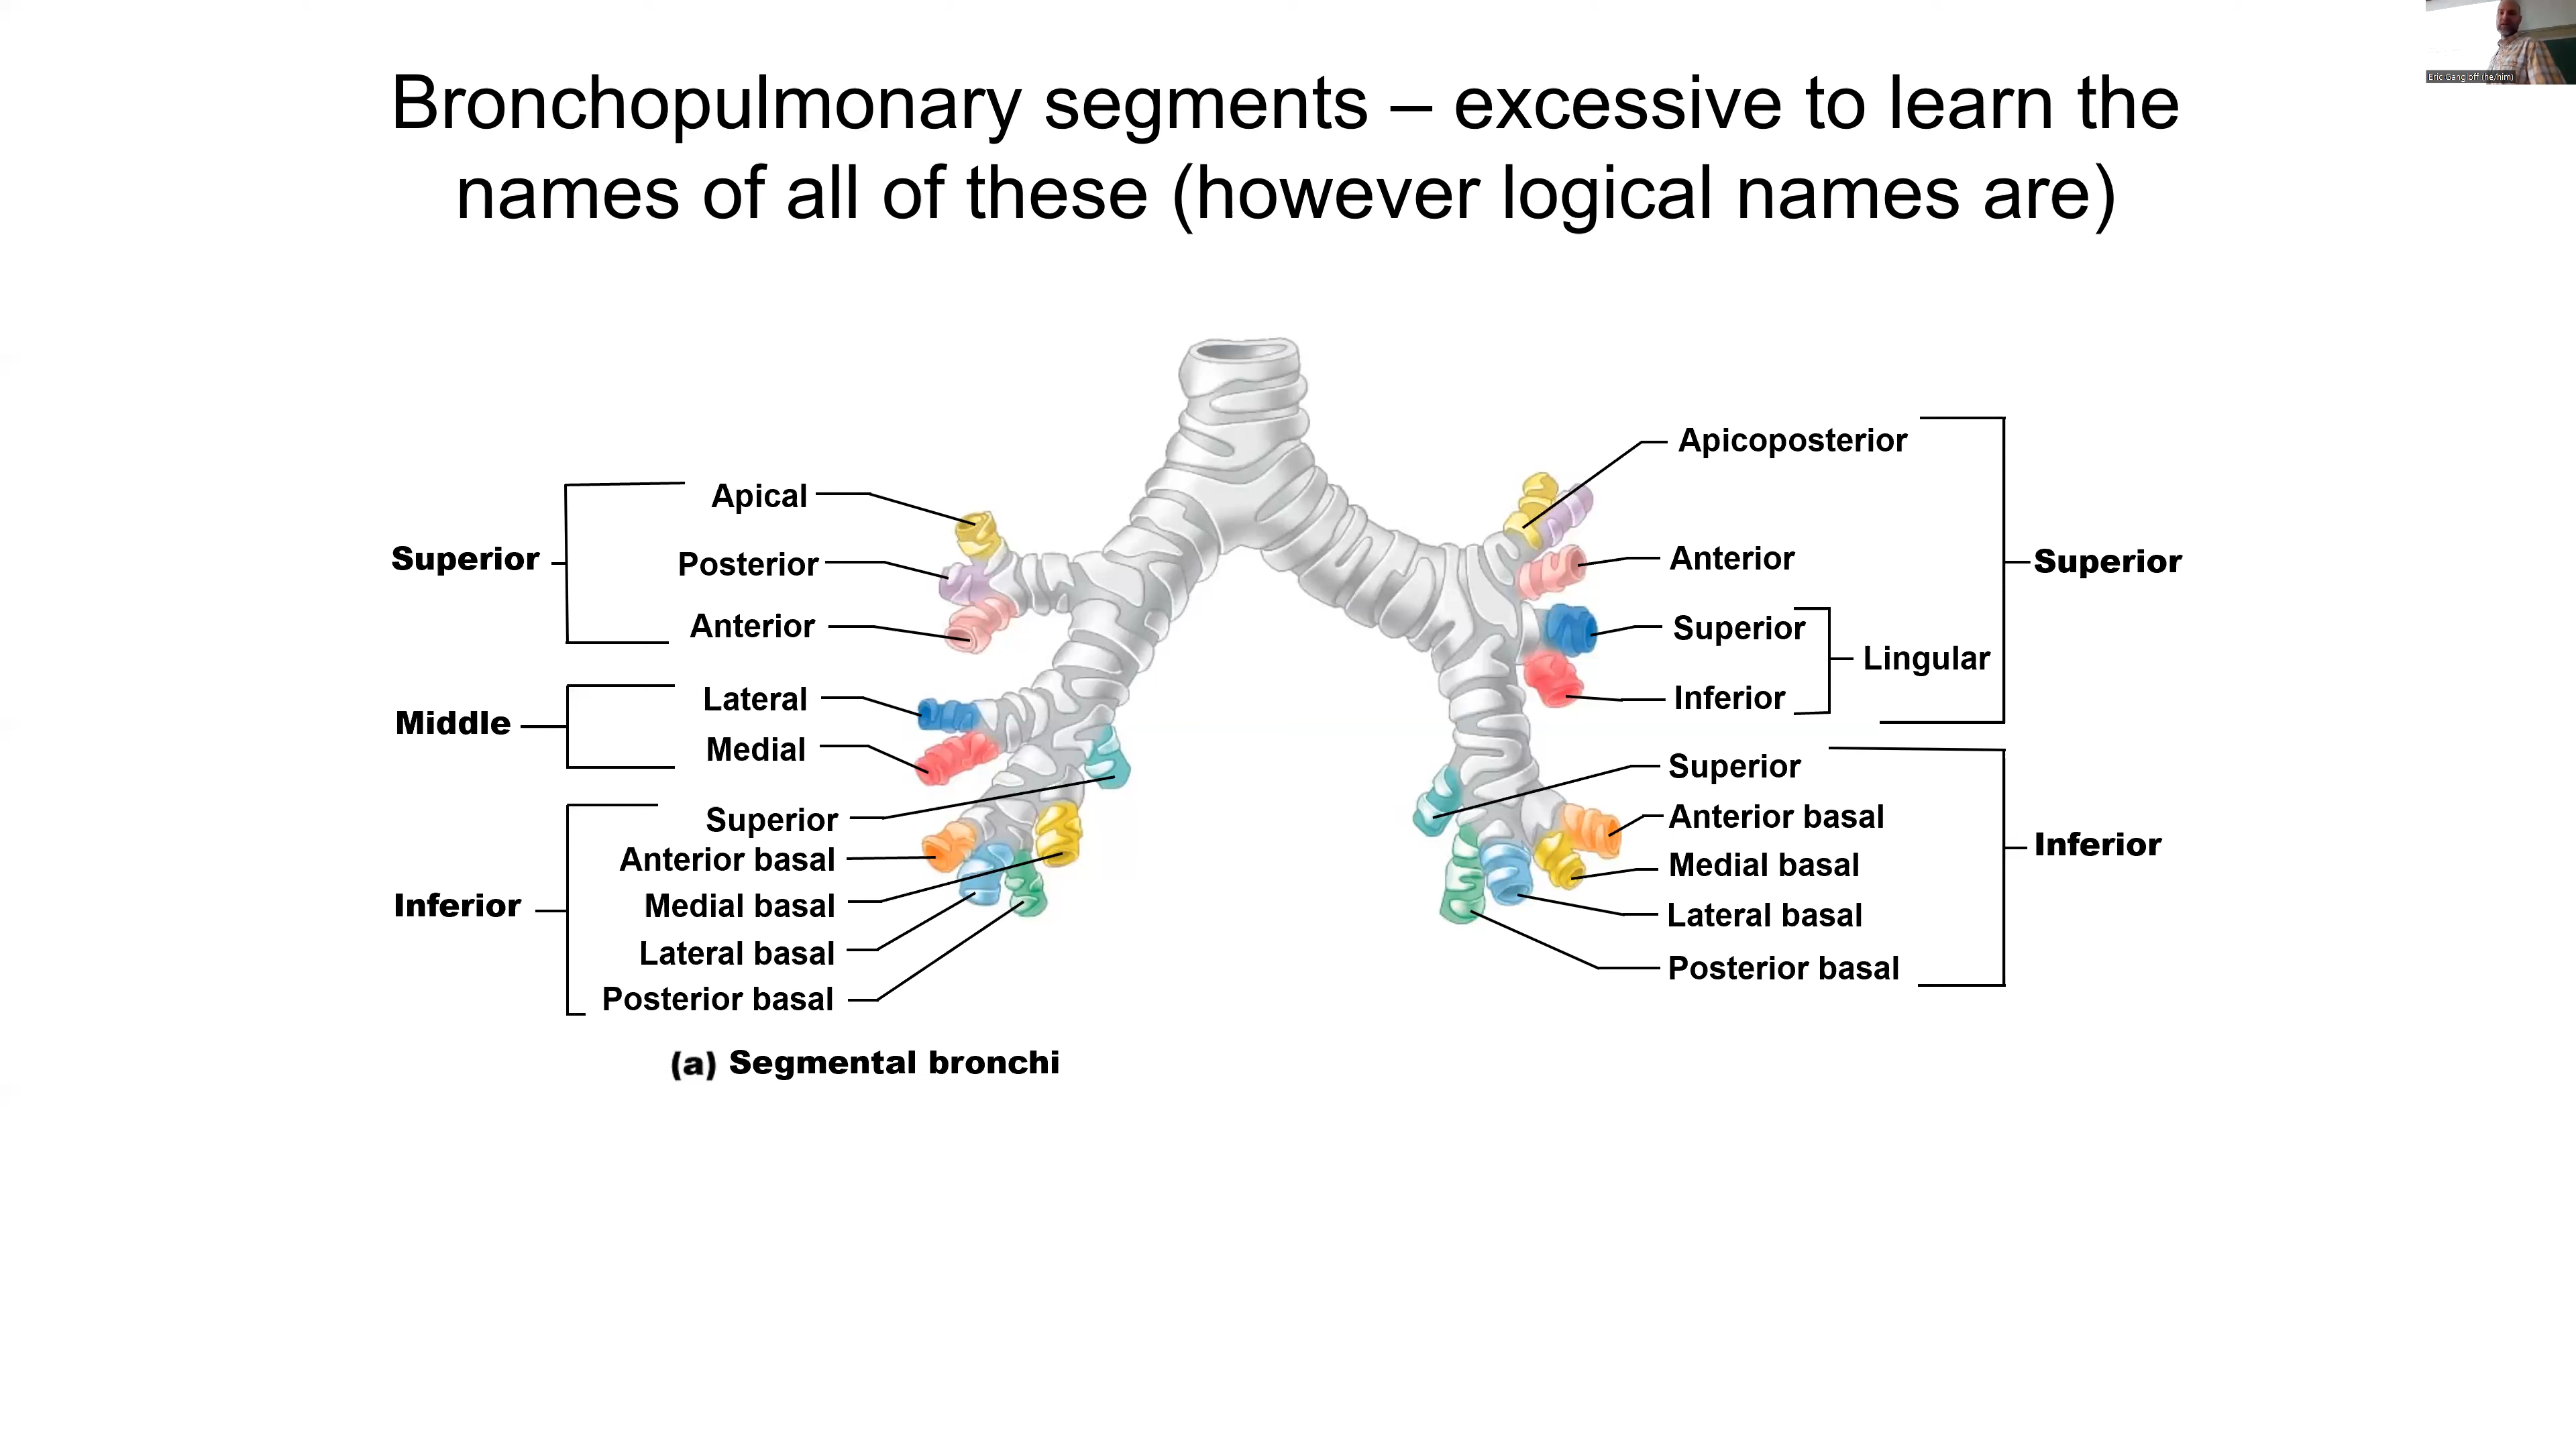 Eric Gangloff (he/him)
Bronchopulmonary segments – excessive to learn the
names of all of these (however logical names are)
Superior
Apical
Posterior
Anterior
Middle
Lateral
Medial
Inferior
Superior
Anterior basal
Medial basal
Lateral basal
Posterior basal
Apicoposterior
Anterior
Superior
Inferior
Lingular
Superior
Superior
Anterior basal
Medial basal
Lateral basal
Posterior basal
Inferior
(a) Segmental bronchi